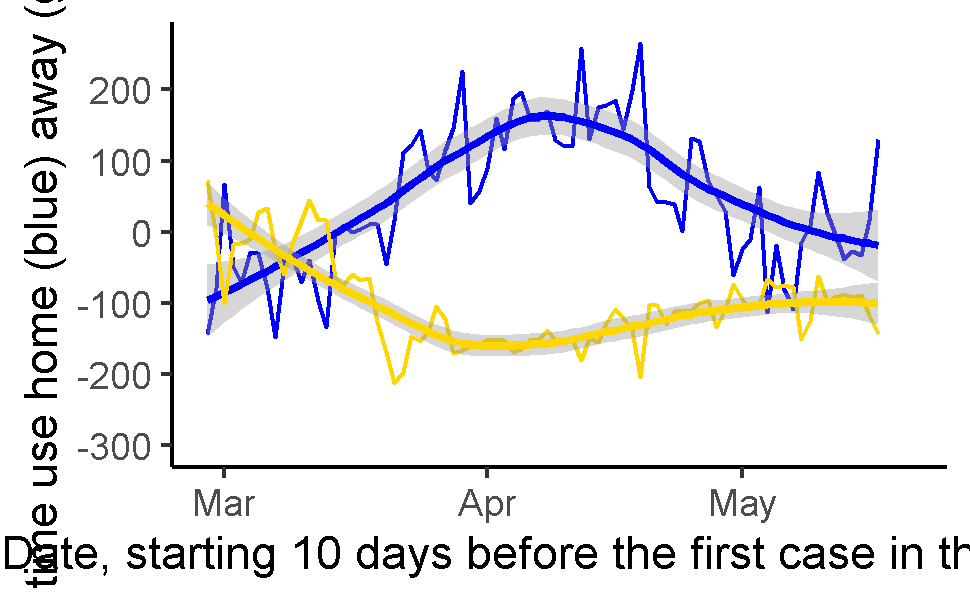 time use home (blue) away (
200
100
0
-100
-200
-300
Mar Apr May
Date, starting 10 days before the first case in th